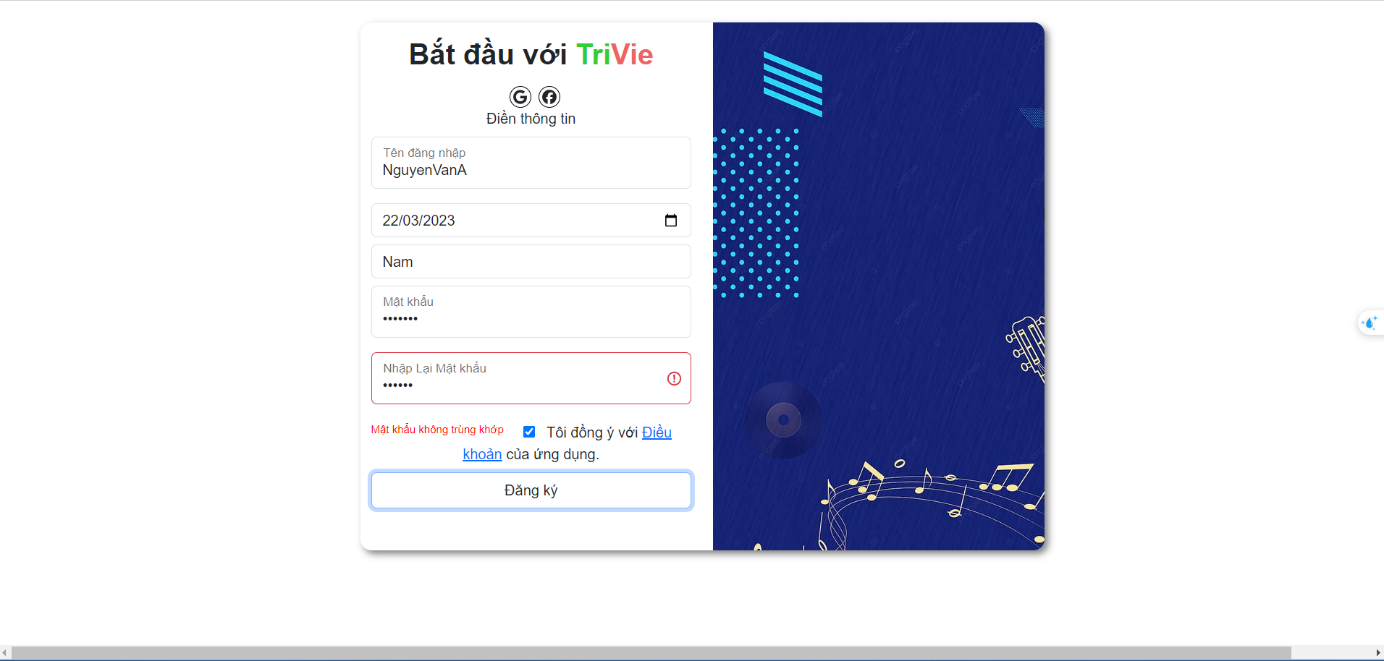 Bắt đầu với TriVie
Điền thông tin
Tên đăng nhập
NguyenVanA
22/03/2023
Nam
Mật khẩu
•••••••
Nhập Lại Mật khẩu
••••••
Mật khẩu không trùng khớp Tôi đồng ý với Điều
khoản của ứng dụng.
Đăng ký